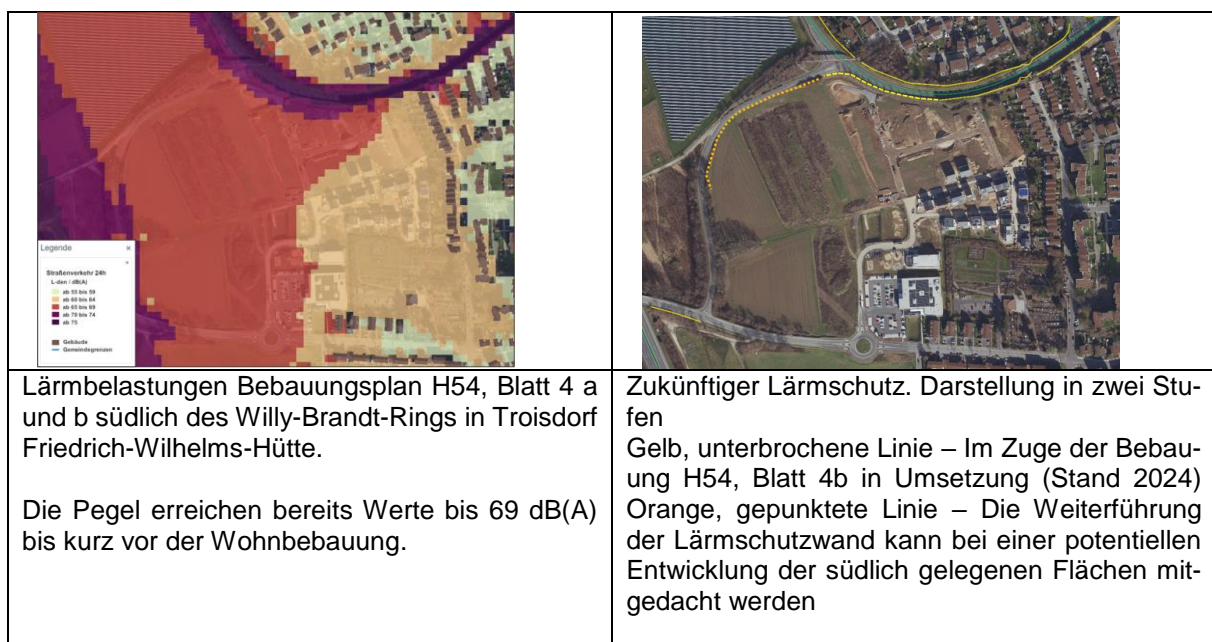 Legende ×
Straßenverkehr 24h
L-den / dB(A)
ab 55 bis 59
ab 60 bis 64
ab 65 bis 69
ab 70 bis 74
ab 75
Gebäude
Gemeindegrenzen
Lärmbelastungen Bebauungsplan H54, Blatt 4 a
und b südlich des Willy-Brandt-Rings in Troisdorf
Friedrich-Wilhelms-Hütte.
Die Pegel erreichen bereits Werte bis 69 dB(A)
bis kurz vor der Wohnbebauung.
Zukünftiger Lärmschutz. Darstellung in zwei Stu-
fen
Gelb, unterbrochene Linie – Im Zuge der Bebau-
ung H54, Blatt 4b in Umsetzung (Stand 2024)
Orange, gepunktete Linie – Die Weiterführung
der Lärmschutzwand kann bei einer potentiellen
Entwicklung der südlich gelegenen Flächen mit-
gedacht werden